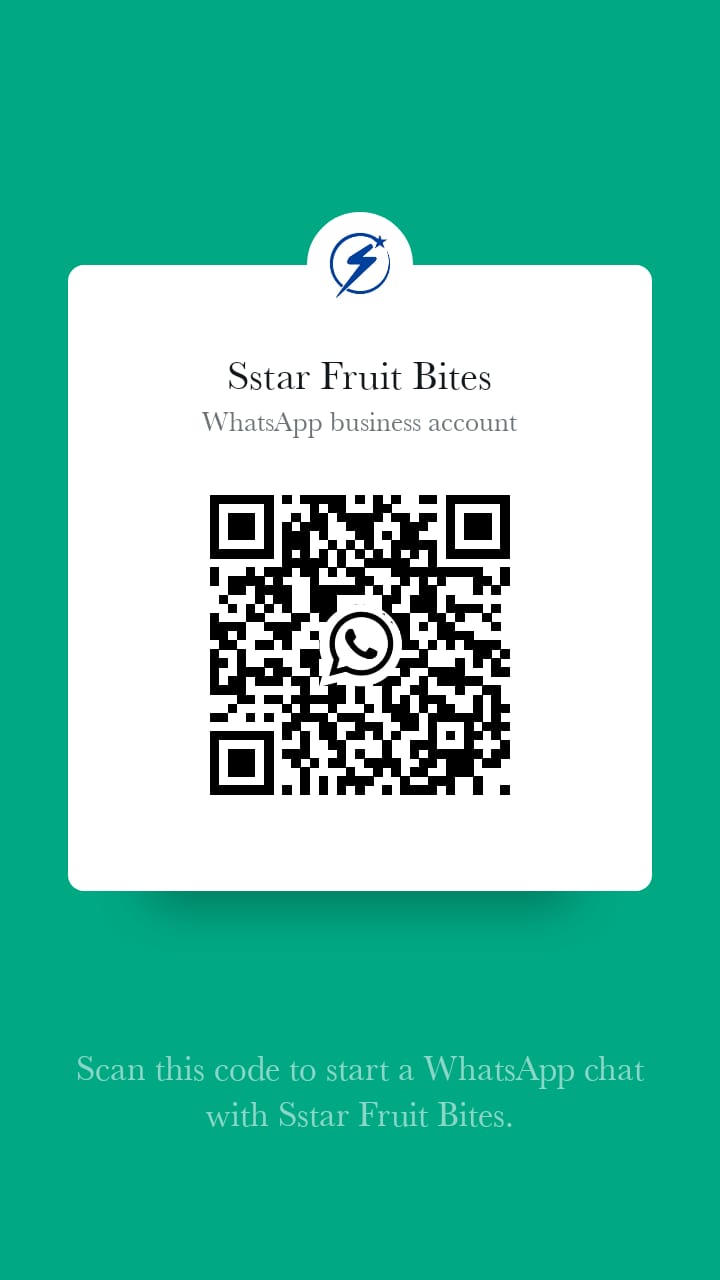 Sstar Fruit Bites
WhatsApp business account
Scan this code to start a WhatsApp chat
with Sstar Fruit Bites.